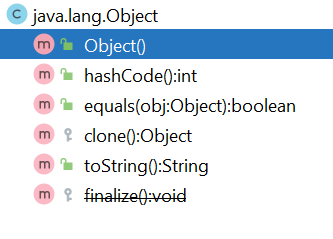 C java.lang.Object
m Object()
m hashCode():int
m equals(obj:Object):boolean
m clone():Object
m toString():String
m finalize():void